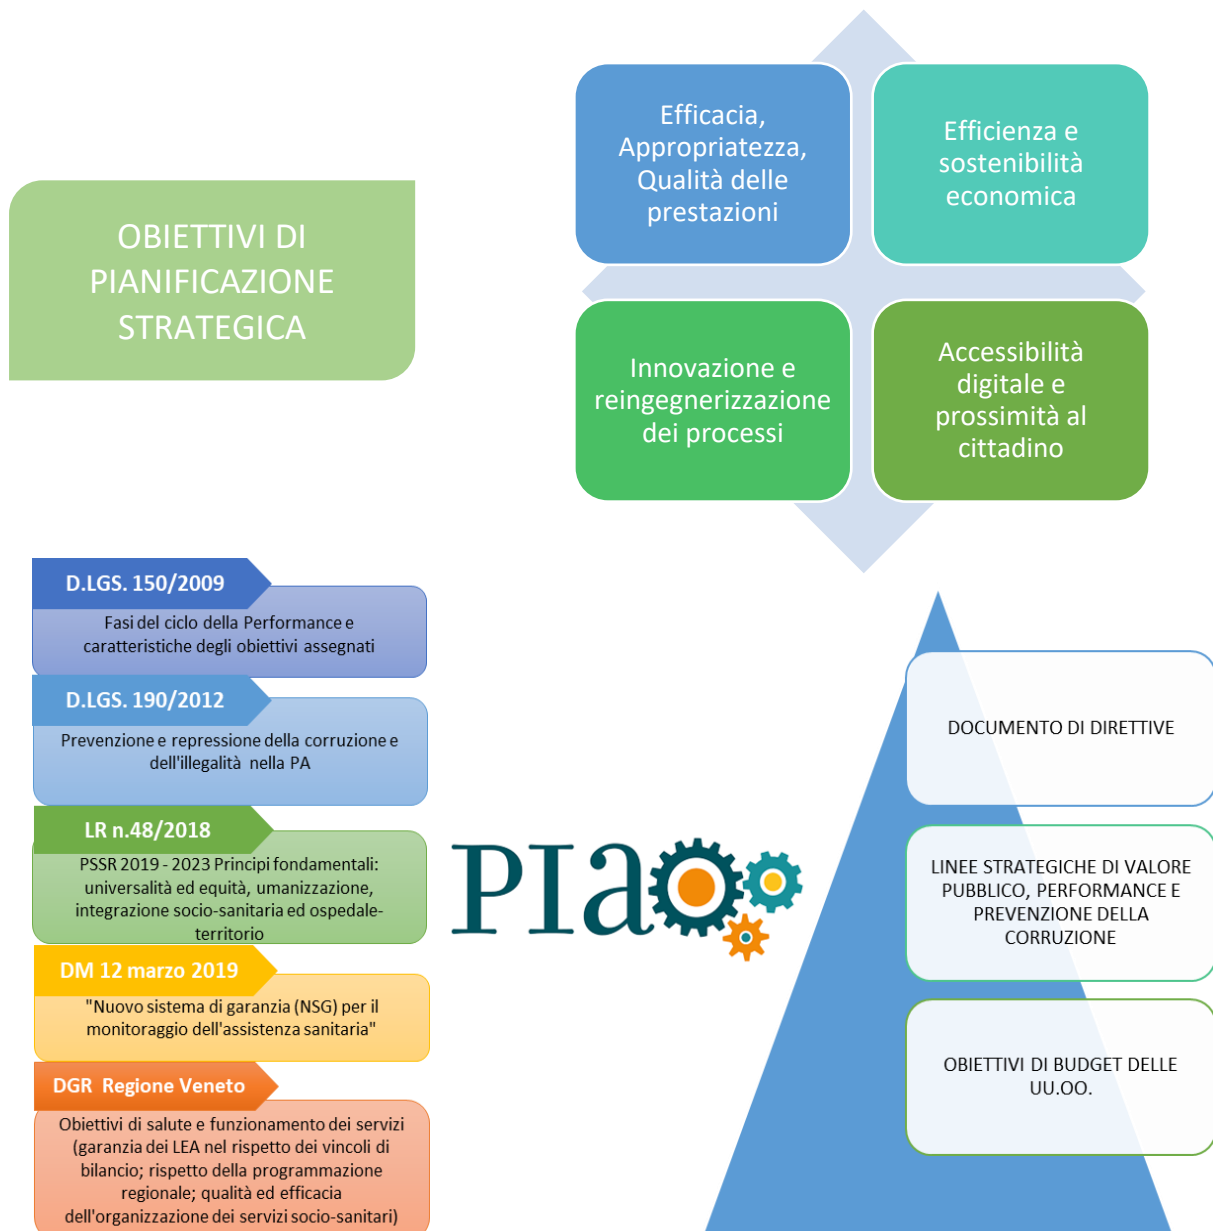 OBIETTIVI DI
PIANIFICAZIONE
STRATEGICA
Efficacia,
Appropriatezza,
Qualità delle
prestazioni
Efficienza e
sostenibilità
economica
Innovazione e
reingegnerizzazione
dei processi
Accessibilità
digitale e
prossimità al
cittadino
D.LGS. 150/2009
Fasi del ciclo della Performance e
caratteristiche degli obiettivi assegnati
D.LGS. 190/2012
Prevenzione e repressione della corruzione e
dell'illegalità nella PA
LR n.48/2018
PSSR 2019 - 2023 Principi fondamentali:
universalità ed equità, umanizzazione,
integrazione socio-sanitaria ed ospedale-
territorio
DM 12 marzo 2019
"Nuovo sistema di garanzia (NSG) per il
monitoraggio dell'assistenza sanitaria"
DGR Regione Veneto
Obiettivi di salute e funzionamento dei servizi
(garanzia dei LEA nel rispetto dei vincoli di
bilancio; rispetto della programmazione
regionale; qualità ed efficacia
dell'organizzazione dei servizi socio-sanitari)
PIao
DOCUMENTO DI DIRETTIVE
LINEE STRATEGICHE DI VALORE
PUBBLICO, PERFORMANCE E
PREVENZIONE DELLA
CORRUZIONE
OBIETTIVI DI BUDGET DELLE
UU.OO.